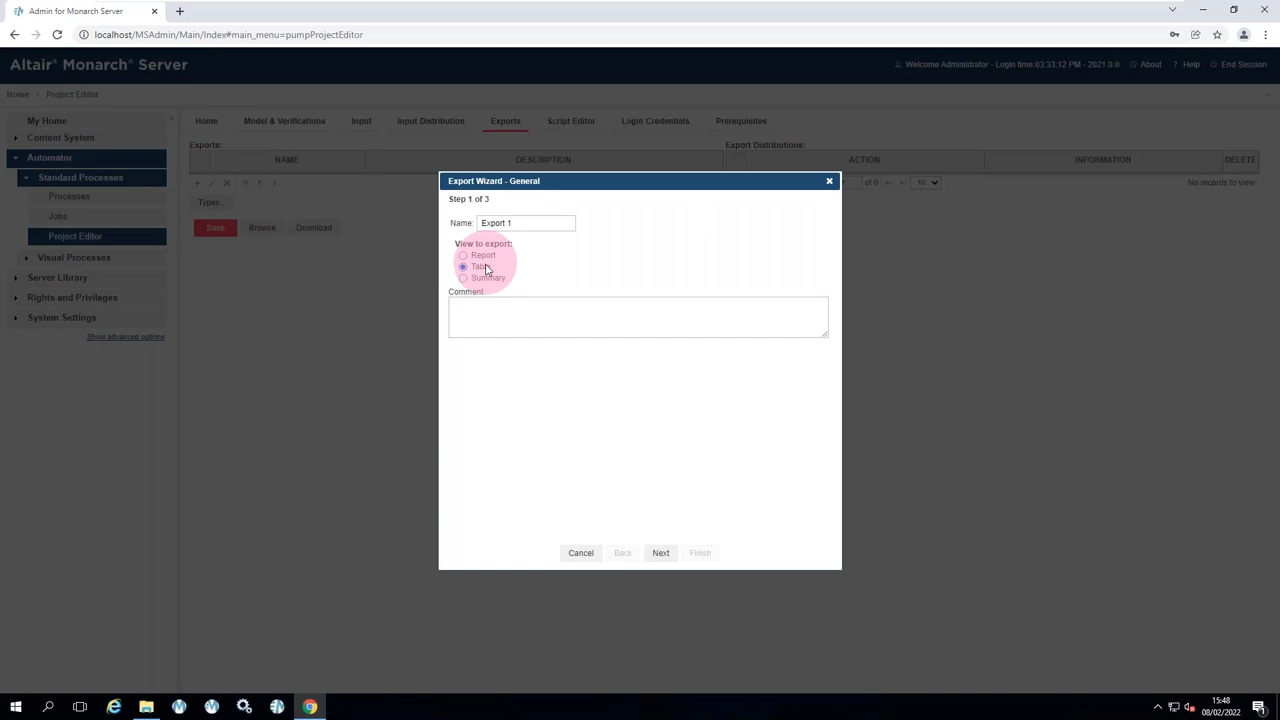 Admin for Monarch Server
localhost/MSAdmin/Main/Index#main_menu=pumpProjectEditor
Altair® Monarch® Server
Welcome Administrator - Login time:03:33:12 PM - 2021.0.0 About ? Help End Session
Home Project Editor
My Home
Content System
Automator
Standard Processes
Processes
Jobs
Project Editor
Visual Processes
Server Library
Rights and Privileges
System Settings
Show advanced options
Home Model & Verifications Input Input Distribution Exports Script Editor Login Credentials Prerequisites
Exports: Export Distributions:
NAME DESCRIPTION ACTION INFORMATION DELETE
of 0 10 No records to view
Types...
Save Browse Download
Export Wizard - General
Step 1 of 3
Name: Export 1
View to export:
Report
Summary
Comment
Cancel Back Next Finish
15:48
08/02/2022